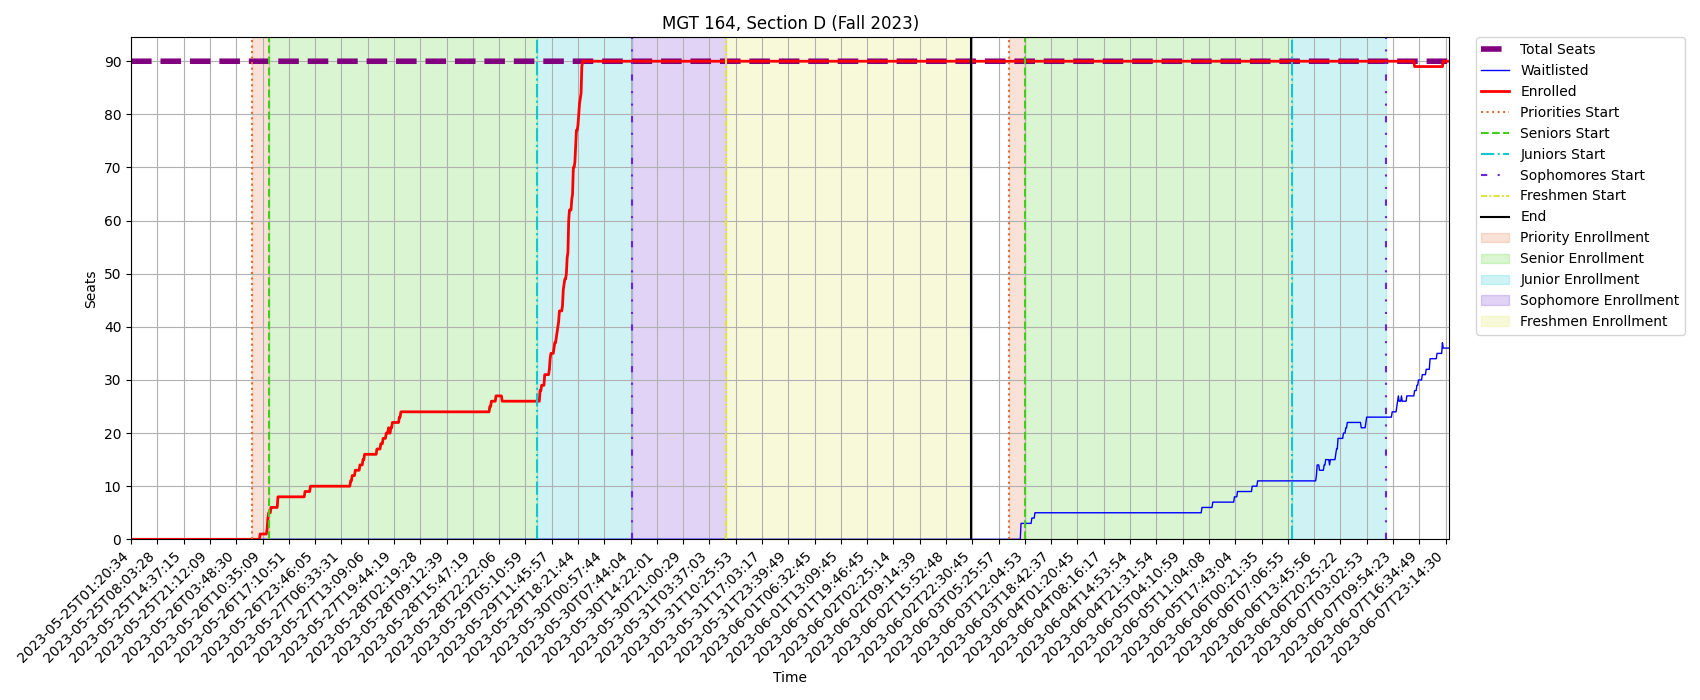 MGT 164, Section D (Fall 2023)
90
80
70
60
50
40
30
20
10
0
Seats
2023-05-25T01:20:34
2023-05-25T08:03:28
2023-05-25T14:37:15
2023-05-25T21:12:09
2023-05-26T03:48:30
2023-05-26T10:35:09
2023-05-26T17:10:51
2023-05-26T23:46:05
2023-05-27T06:33:31
2023-05-27T13:09:06
2023-05-27T19:44:19
2023-05-28T02:19:28
2023-05-28T09:12:39
2023-05-28T15:47:19
2023-05-28T22:22:06
2023-05-29T05:10:59
2023-05-29T11:45:57
2023-05-29T18:21:44
2023-05-30T00:57:44
2023-05-30T07:44:04
2023-05-30T14:22:01
2023-05-30T21:00:29
2023-05-31T03:37:03
2023-05-31T10:25:53
2023-05-31T17:03:17
2023-05-31T23:39:49
2023-06-01T06:32:45
2023-06-01T13:09:45
2023-06-01T19:46:45
2023-06-02T02:25:14
2023-06-02T09:14:39
2023-06-02T15:52:48
2023-06-02T22:30:45
2023-06-03T05:25:57
2023-06-03T12:04:53
2023-06-03T18:42:37
2023-06-04T01:20:45
2023-06-04T08:16:17
2023-06-04T14:53:54
2023-06-04T21:31:54
2023-06-05T04:10:59
2023-06-05T11:04:08
2023-06-05T17:43:04
2023-06-06T00:21:35
2023-06-06T07:06:55
2023-06-06T13:45:56
2023-06-06T20:25:22
2023-06-07T03:02:53
2023-06-07T09:54:23
2023-06-07T16:34:49
2023-06-07T23:14:30
Time
Total Seats
Waitlisted
Enrolled
Priorities Start
Seniors Start
Juniors Start
Sophomores Start
Freshmen Start
End
Priority Enrollment
Senior Enrollment
Junior Enrollment
Sophomore Enrollment
Freshmen Enrollment